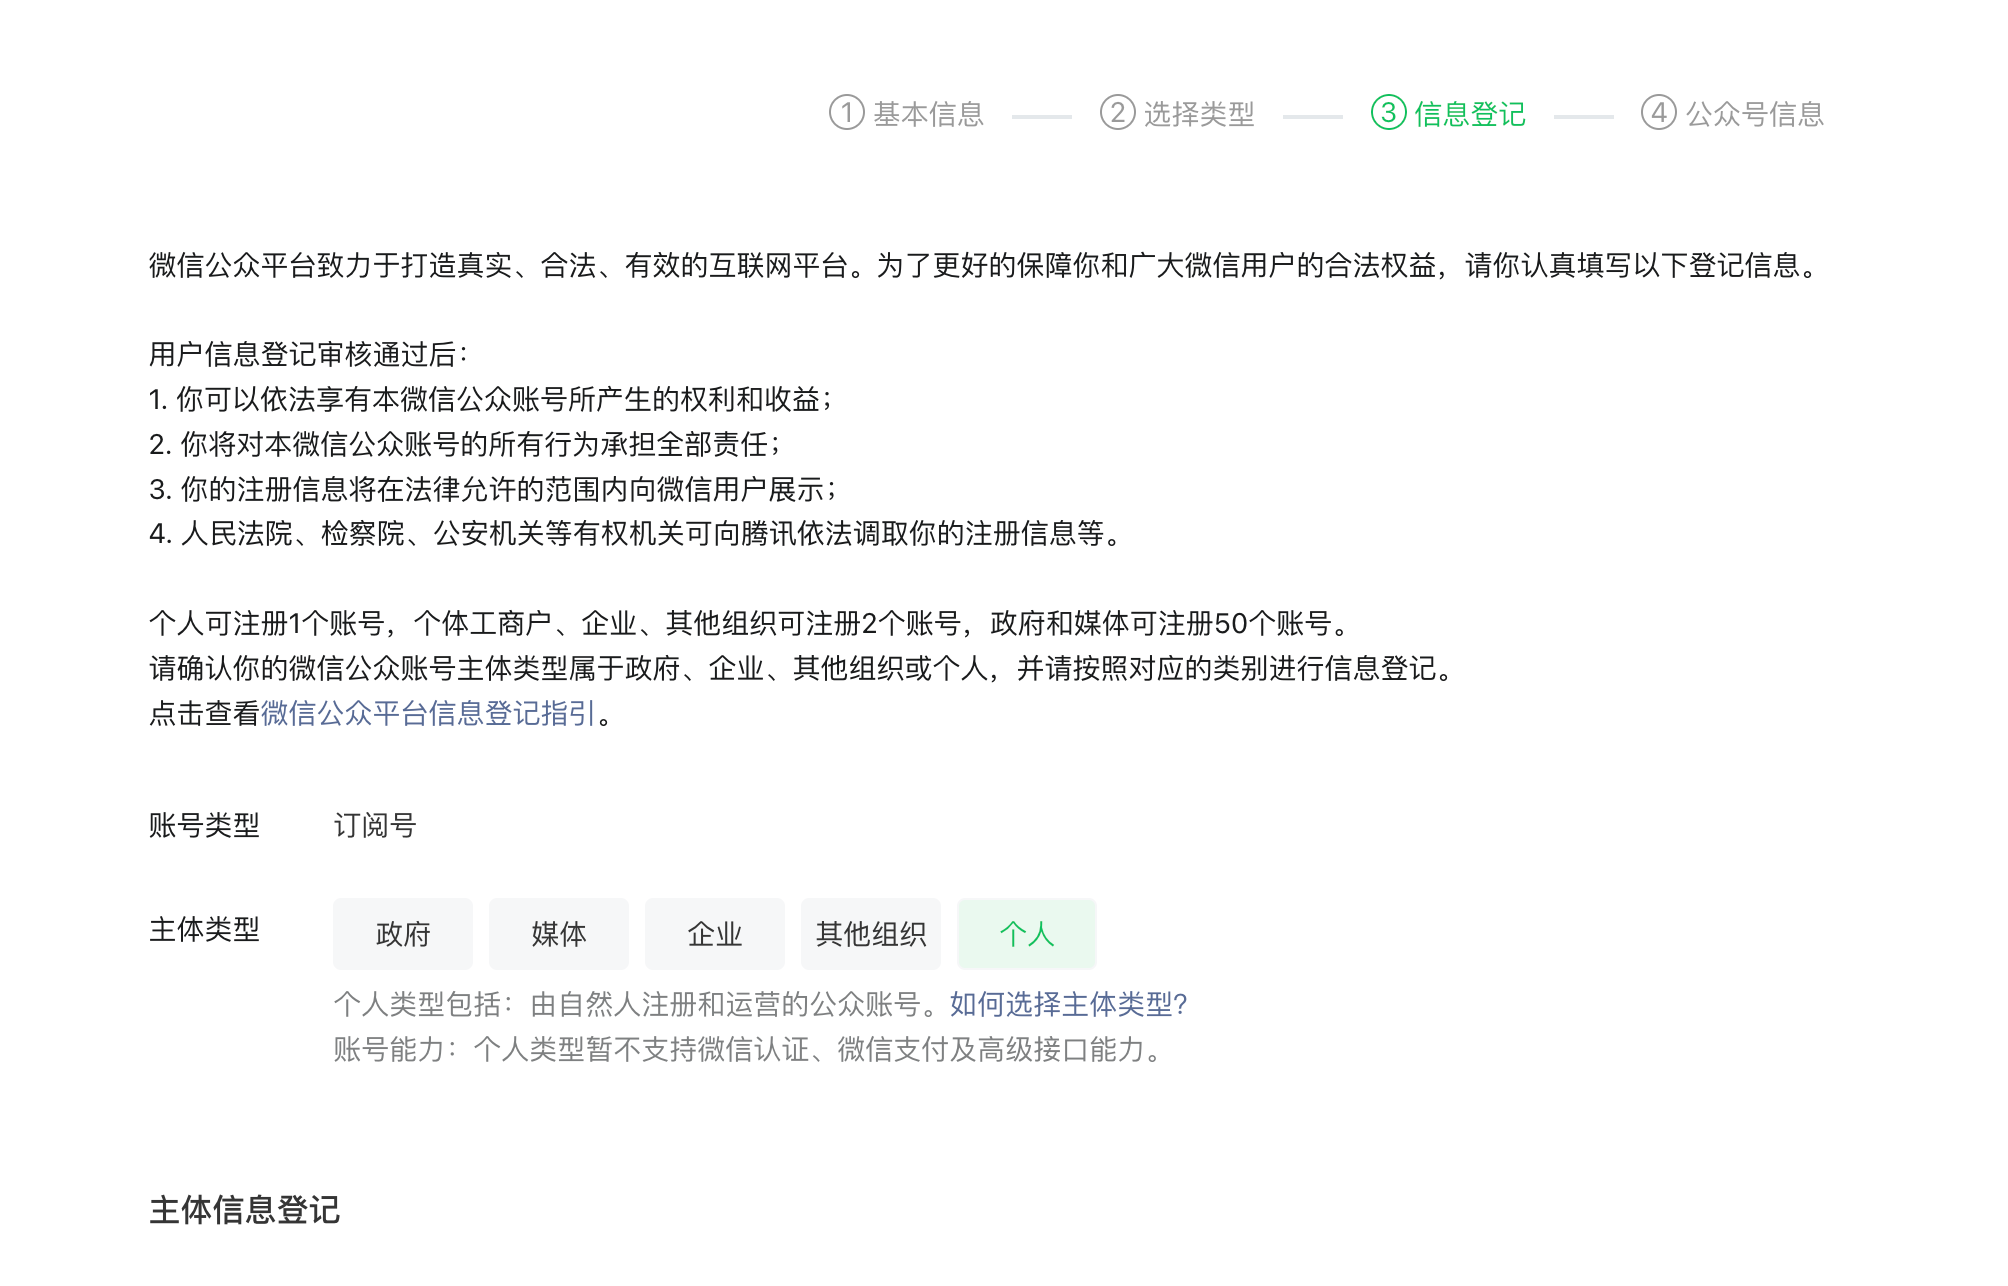 ① 基本信息 ② 选择类型 ③ 信息登记 ④ 公众号信息
微信公众平台致力于打造真实、合法、有效的互联网平台。为了更好的保障你和广大微信用户的合法权益，请你认真填写以下登记信息。
用户信息登记审核通过后：
1. 你可以依法享有本微信公众账号所产生的权利和收益；
2. 你将对本微信公众账号的所有行为承担全部责任；
3. 你的注册信息将在法律允许的范围内向微信用户展示；
4. 人民法院、检察院、公安机关等有权机关可向腾讯依法调取你的注册信息等。
个人可注册1个账号，个体工商户、企业、其他组织可注册2个账号，政府和媒体可注册50个账号。
请确认你的微信公众账号主体类型属于政府、企业、其他组织或个人，并请按照对应的类别进行信息登记。
点击查看微信公众平台信息登记指引。
账号类型 订阅号
主体类型 政府 媒体 企业 其他组织 个人
个人类型包括：由自然人注册和运营的公众账号。如何选择主体类型?
账号能力：个人类型暂不支持微信认证、微信支付及高级接口能力。
主体信息登记